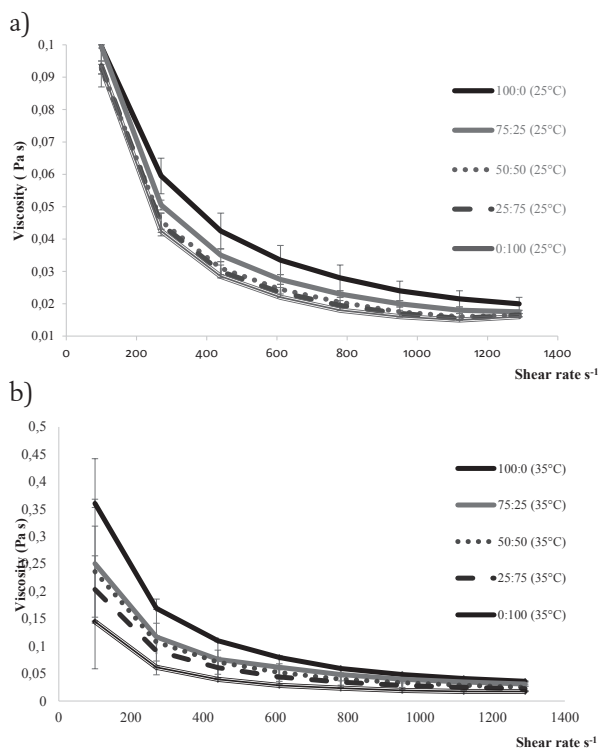 a)
0,1
0,09
0,08
0,07
0,06
0,05
0,04
0,03
0,02
0,01
Viscosity ( Pa s)
0 200 400 600 800 1000 1200 1400
Shear rate s⁻¹
100:0 (25°C)
75:25 (25°C)
50:50 (25°C)
25:75 (25°C)
0:100 (25°C)
b)
0,5
0,45
0,4
0,35
0,3
0,25
0,2
0,15
0,1
0,05
0
Viscosity (Pa s)
0 200 400 600 800 1000 1200 1400
Shear rate s⁻¹
100:0 (35°C)
75:25 (35°C)
50:50 (35°C)
25:75 (35°C)
0:100 (35°C)